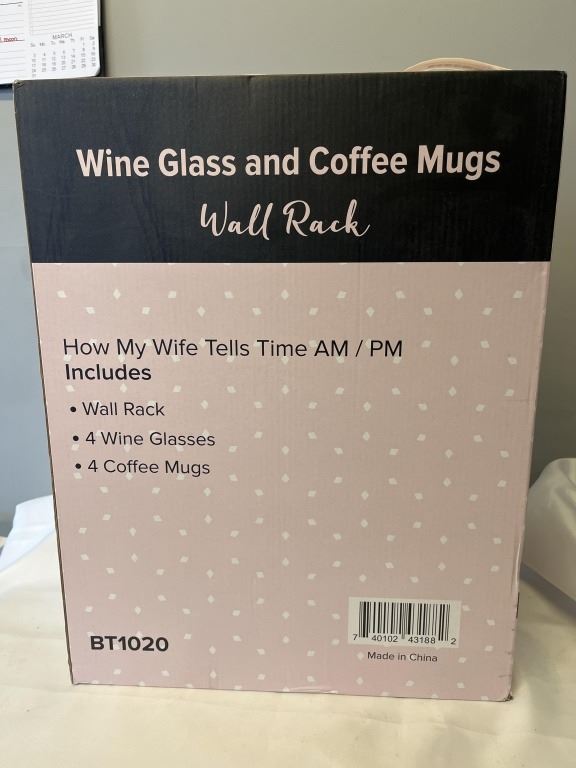 MARCH
Wine Glass and Coffee Mugs
Wall Rack
How My Wife Tells Time AM / PM
Includes
• Wall Rack
• 4 Wine Glasses
• 4 Coffee Mugs
BT1020
7 40102 43188 2
Made in China